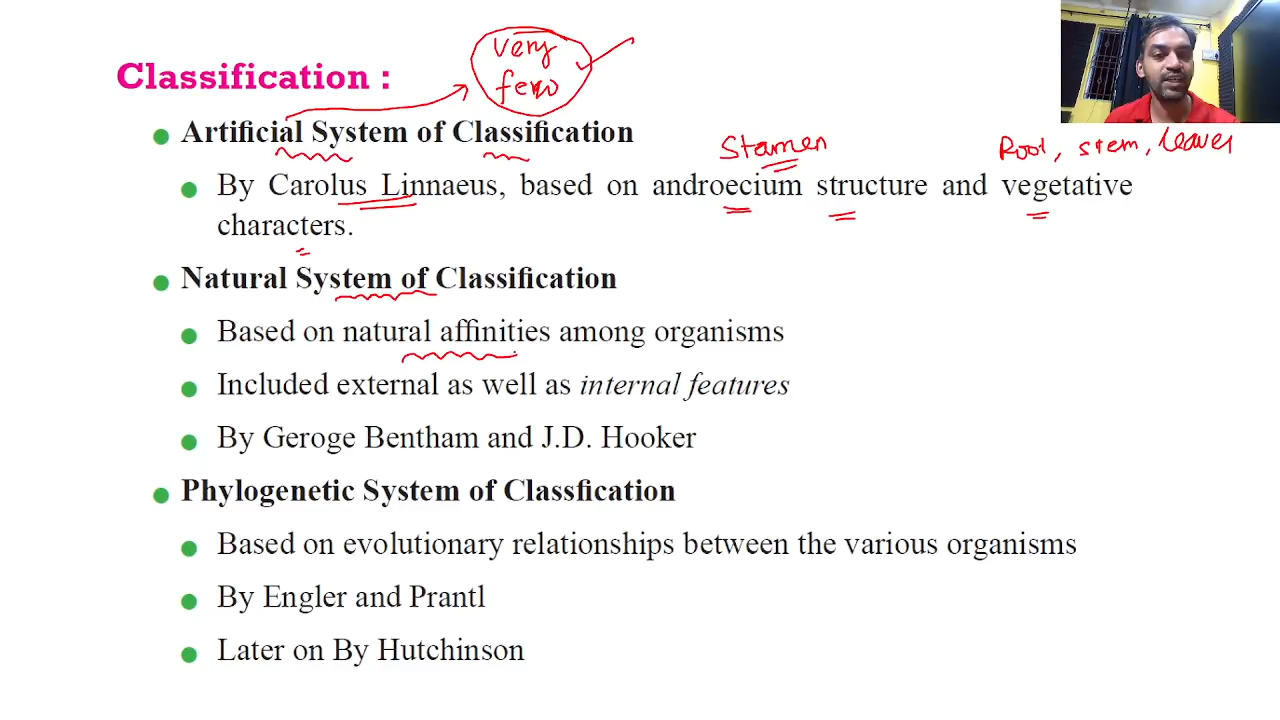 very
few
Classification :
Artificial System of Classification
Stamen
Root, stem, leaves
By Carolus Linnaeus, based on androecium structure and vegetative
characters.
Natural System of Classification
Based on natural affinities among organisms
Included external as well as internal features
By Geroge Bentham and J.D. Hooker
Phylogenetic System of Classfication
Based on evolutionary relationships between the various organisms
By Engler and Prantl
Later on By Hutchinson